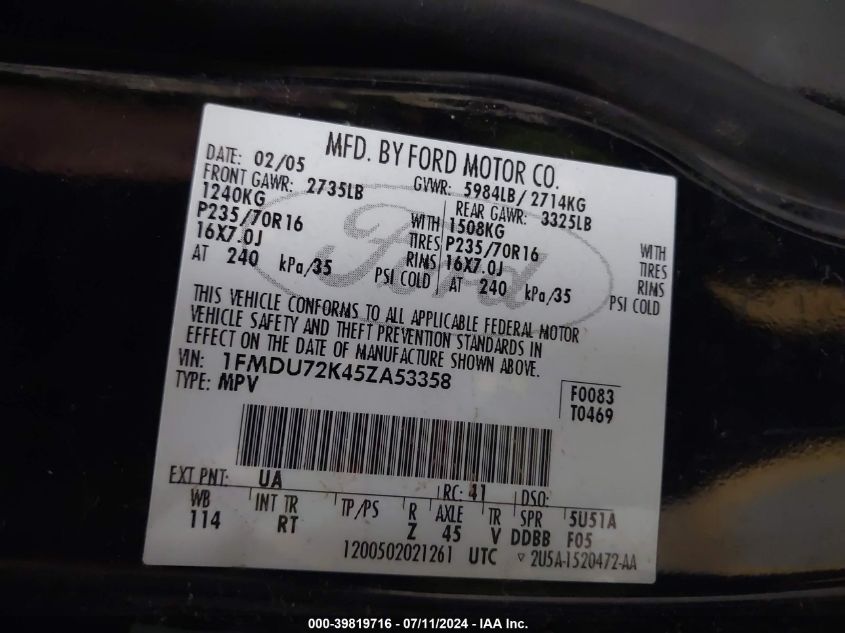 MFD. BY FORD MOTOR CO.
DATE: 02/05 GVWR: 5984LB/ 2714KG
FRONT GAWR: 2735LB REAR GAWR: 3325LB
1240KG WITH 1508KG WITH
P235/70R16 TIRES P235/70R16 TIRES
16X7.0J RIMS 16X7.0J RIMS
AT 240 kPa/35 PSI COLD AT 240 kPa/35 PSI COLD
Ford
THIS VEHICLE CONFORMS TO ALL APPLICABLE FEDERAL MOTOR
VEHICLE SAFETY AND THEFT PREVENTION STANDARDS IN
EFFECT ON THE DATE OF MANUFACTURE SHOWN ABOVE.
VIN: 1FMDU72K45ZA53358
TYPE: MPV
F0083
T0469
EXT PNT: UA RC: 41 DSO:
WB INT TR TP/PS R AXLE TR SPR 5U51A
114 RT Z 45 V DDBB F05
1200502021261 UTC ▽ 2U5A-1520472-AA
000-39819716 - 07/11/2024 - IAA Inc.